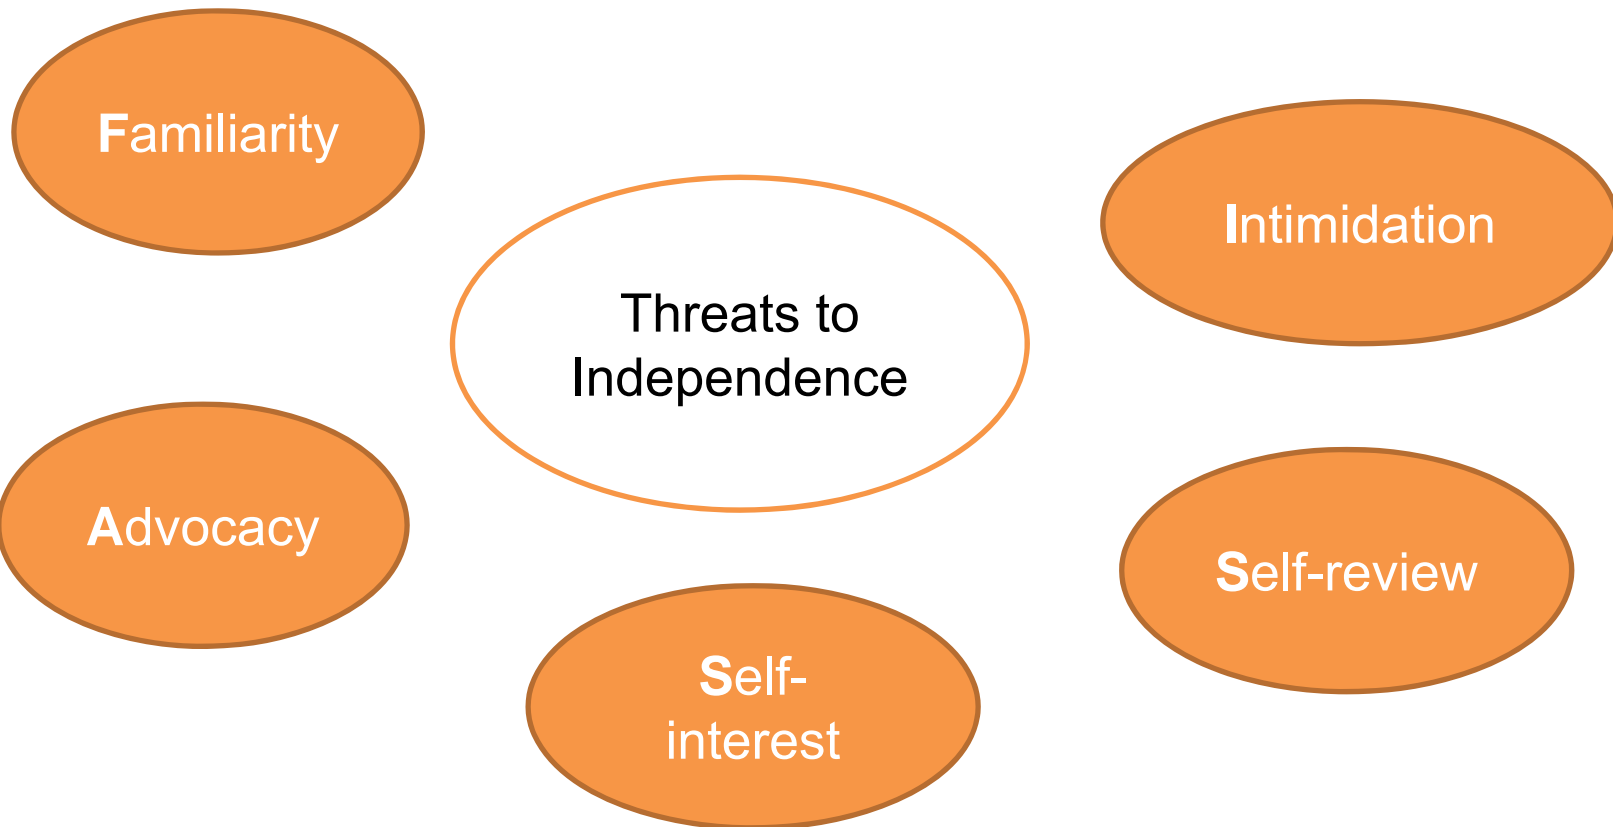 Familiarity
Intimidation
Threats to
Independence
Advocacy
Self-review
Self-
interest